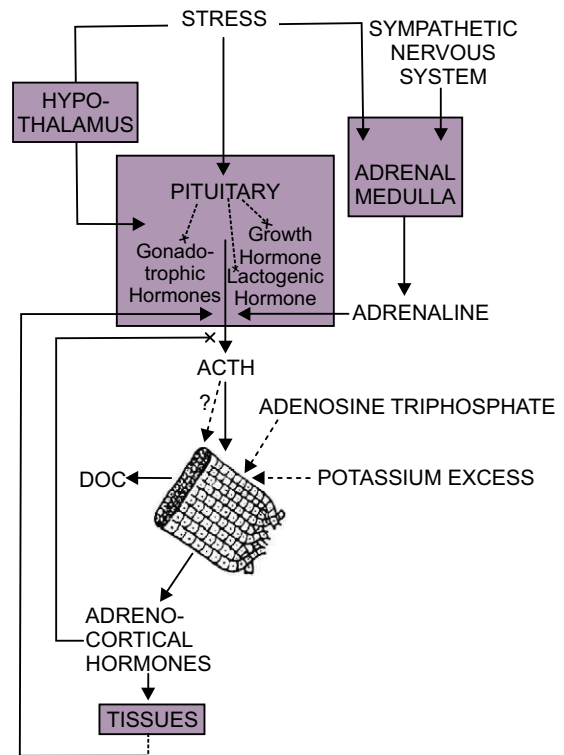 STRESS
SYMPATHETIC
NERVOUS
SYSTEM
HYPO-
THALAMUS
ADRENAL
MEDULLA
PITUITARY
Growth
Hormone
Gonado-
trophic
Hormones
Lactogenic
Hormone
ADRENALINE
ACTH
?
ADENOSINE TRIPHOSPHATE
POTASSIUM EXCESS
DOC
ADRENO-
CORTICAL
HORMONES
TISSUES